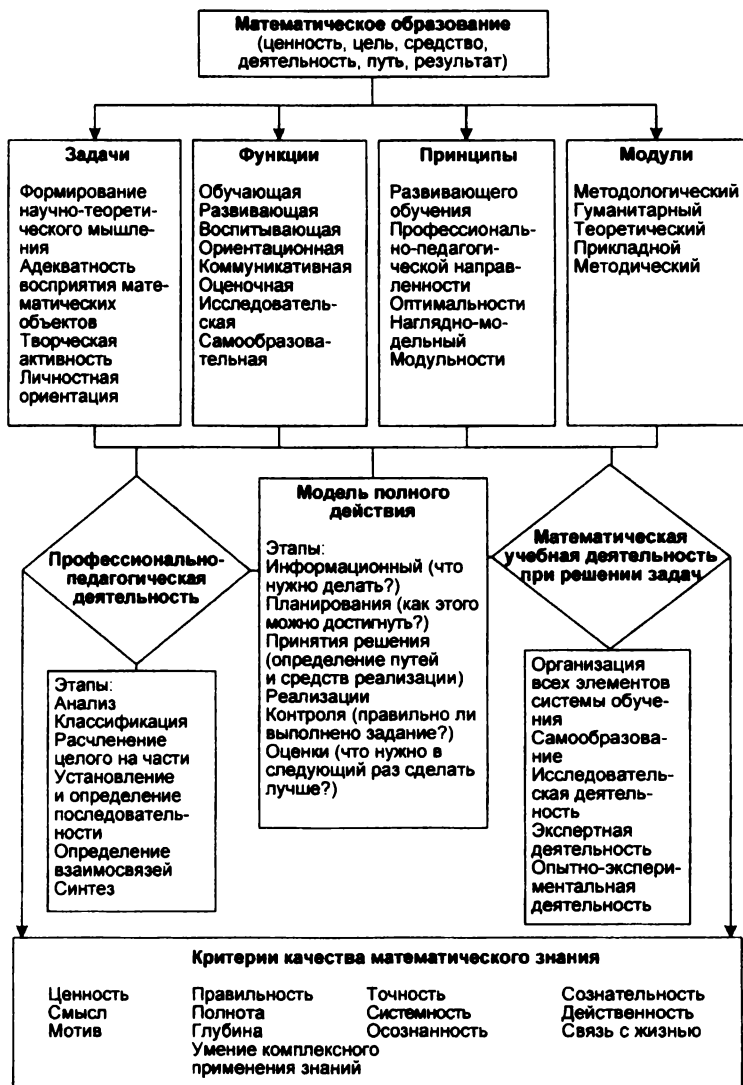 Математическое образование
(ценность, цель, средство,
деятельность, путь, результат)
Задачи
Формирование
научно-теорети-
ческого мышле-
ния
Адекватность
восприятия мате-
матических
объектов
Творческая
активность
Личностная
ориентация
Функции
Обучающая
Развивающая
Воспитывающая
Ориентационная
Коммуникативная
Оценочная
Исследователь-
ская
Самообразова-
тельная
Принципы
Развивающего
обучения
Профессиональ-
но-педагоги-
ческой направ-
ленности
Оптимальности
Наглядно-мо-
дельный
Модульности
Модули
Методологический
Гуманитарный
Теоретический
Прикладной
Методический
Профессионально-
педагогическая
деятельность
Этапы:
Анализ
Классификация
Расчленение
целого на части
Установление
и определение
последователь-
ности
Определение
взаимосвязей
Синтез
Модель полного
действия
Этапы:
Информационный (что
нужно делать?)
Планирования (как этого
можно достигнуть?)
Принятия решения
(определение путей
и средств реализации)
Реализации
Контроля (правильно ли
выполнено задание?)
Оценки (что нужно в
следующий раз сделать
лучше?)
Математическая
учебная деятельность
при решении задач
Организация
всех элементов
системы обуче-
ния
Самообразова-
ние
Исследователь-
ская деятель-
ность
Экспертная
деятельность
Опытно-экспери-
ментальная
деятельность
Критерии качества математического знания
Ценность
Смысл
Мотив
Правильность
Полнота
Глубина
Умение комплексного
применения знаний
Точность
Системность
Осознанность
Сознательность
Действенность
Связь с жизнью